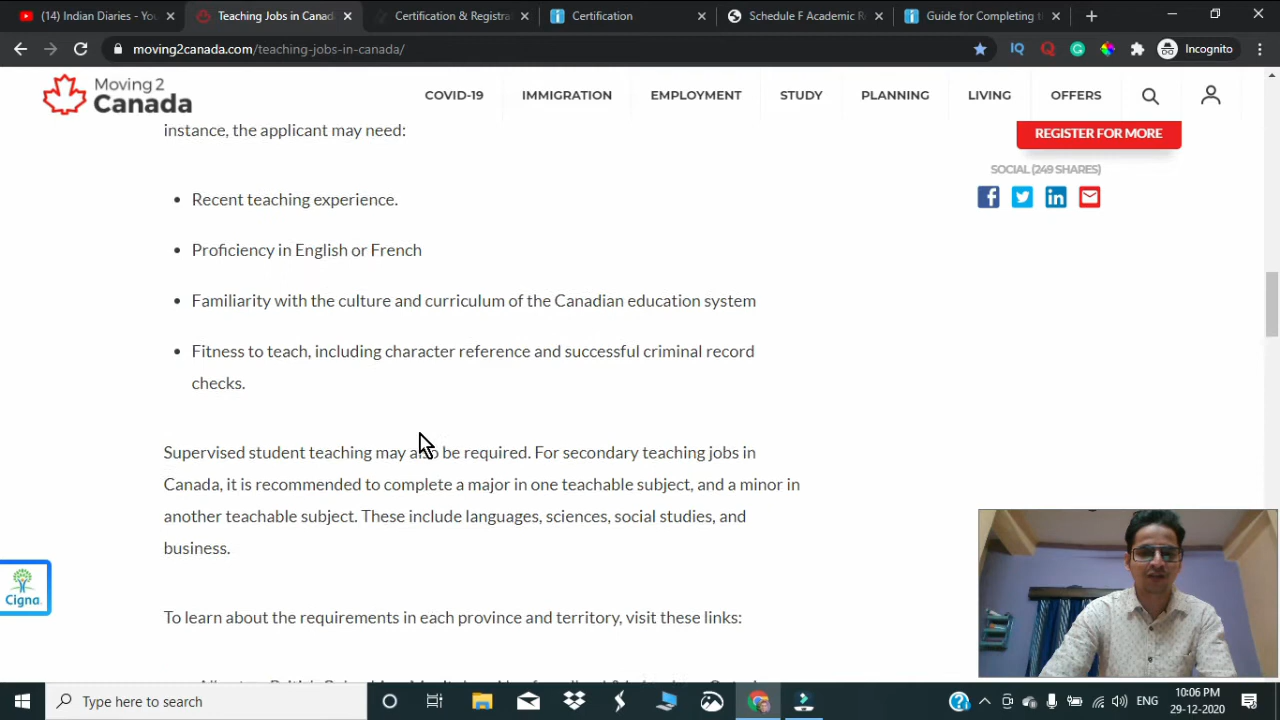 (14) Indian Diaries - You
Teaching Jobs in Canad
Certification & Registra
Certification
Schedule F Academic R
Guide for Completing t
moving2canada.com/teaching-jobs-in-canada/
Incognito
Moving 2
Canada
COVID-19
IMMIGRATION
EMPLOYMENT
STUDY
PLANNING
LIVING
OFFERS
instance, the applicant may need:
REGISTER FOR MORE
SOCIAL (249 SHARES)
• Recent teaching experience.
• Proficiency in English or French
• Familiarity with the culture and curriculum of the Canadian education system
• Fitness to teach, including character reference and successful criminal record
checks.
Supervised student teaching may also be required. For secondary teaching jobs in
Canada, it is recommended to complete a major in one teachable subject, and a minor in
another teachable subject. These include languages, sciences, social studies, and
business.
Cigna
To learn about the requirements in each province and territory, visit these links:
Type here to search
ENG
10:06 PM
29-12-2020